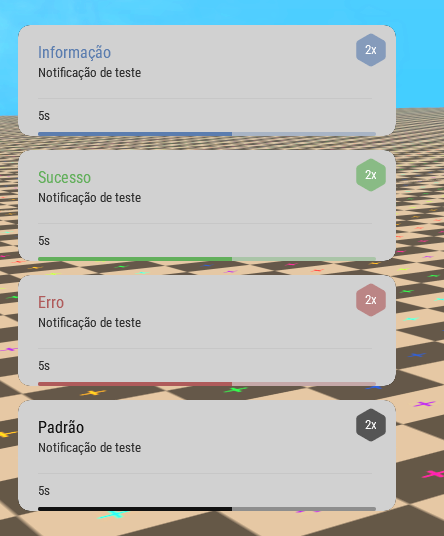 Informação
2x
Notificação de teste
5s
Sucesso
2x
Notificação de teste
5s
Erro
2x
Notificação de teste
5s
Padrão
2x
Notificação de teste
5s